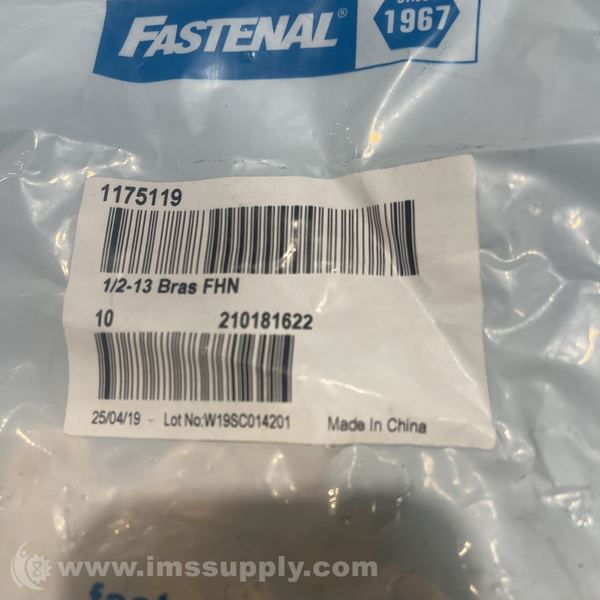 FASTENAL®
1967
1175119
1/2-13 Bras FHN
10 210181622
25/04/19 - Lot No:W19SC014201 Made In China
www.imssupply.com